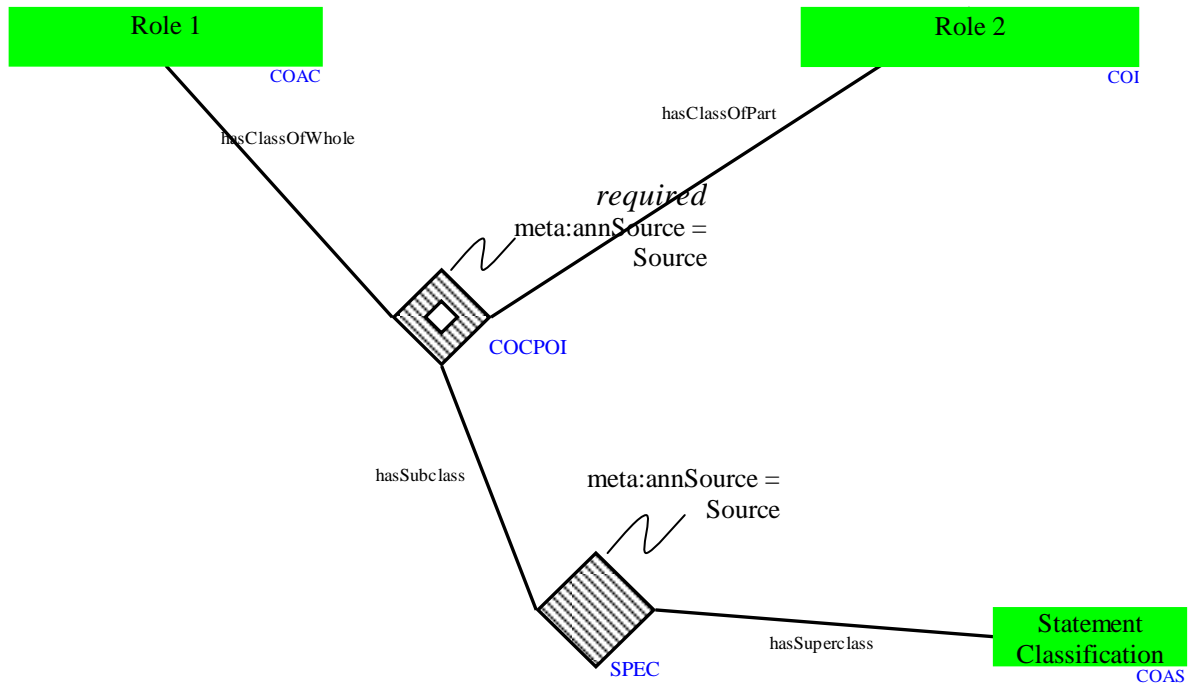 Role 1
Role 2
COAC
COI
hasClassOfPart
hasClassOfWhole
required
meta:annSource =
Source
COCPOI
hasSubclass
meta:annSource =
Source
Statement
Classification
hasSuperclass
SPEC
COAS